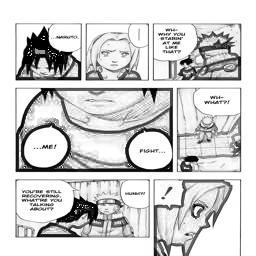 NARUTO.
...
WH-
WHY YOU
STARIN'
AT ME
LIKE
THAT?
...ME!
FIGHT...
WH-
WHAT?!
YOU'RE STILL
RECOVERING.
WHAT'RE YOU
TALKING
ABOUT?
HUNH?!
!